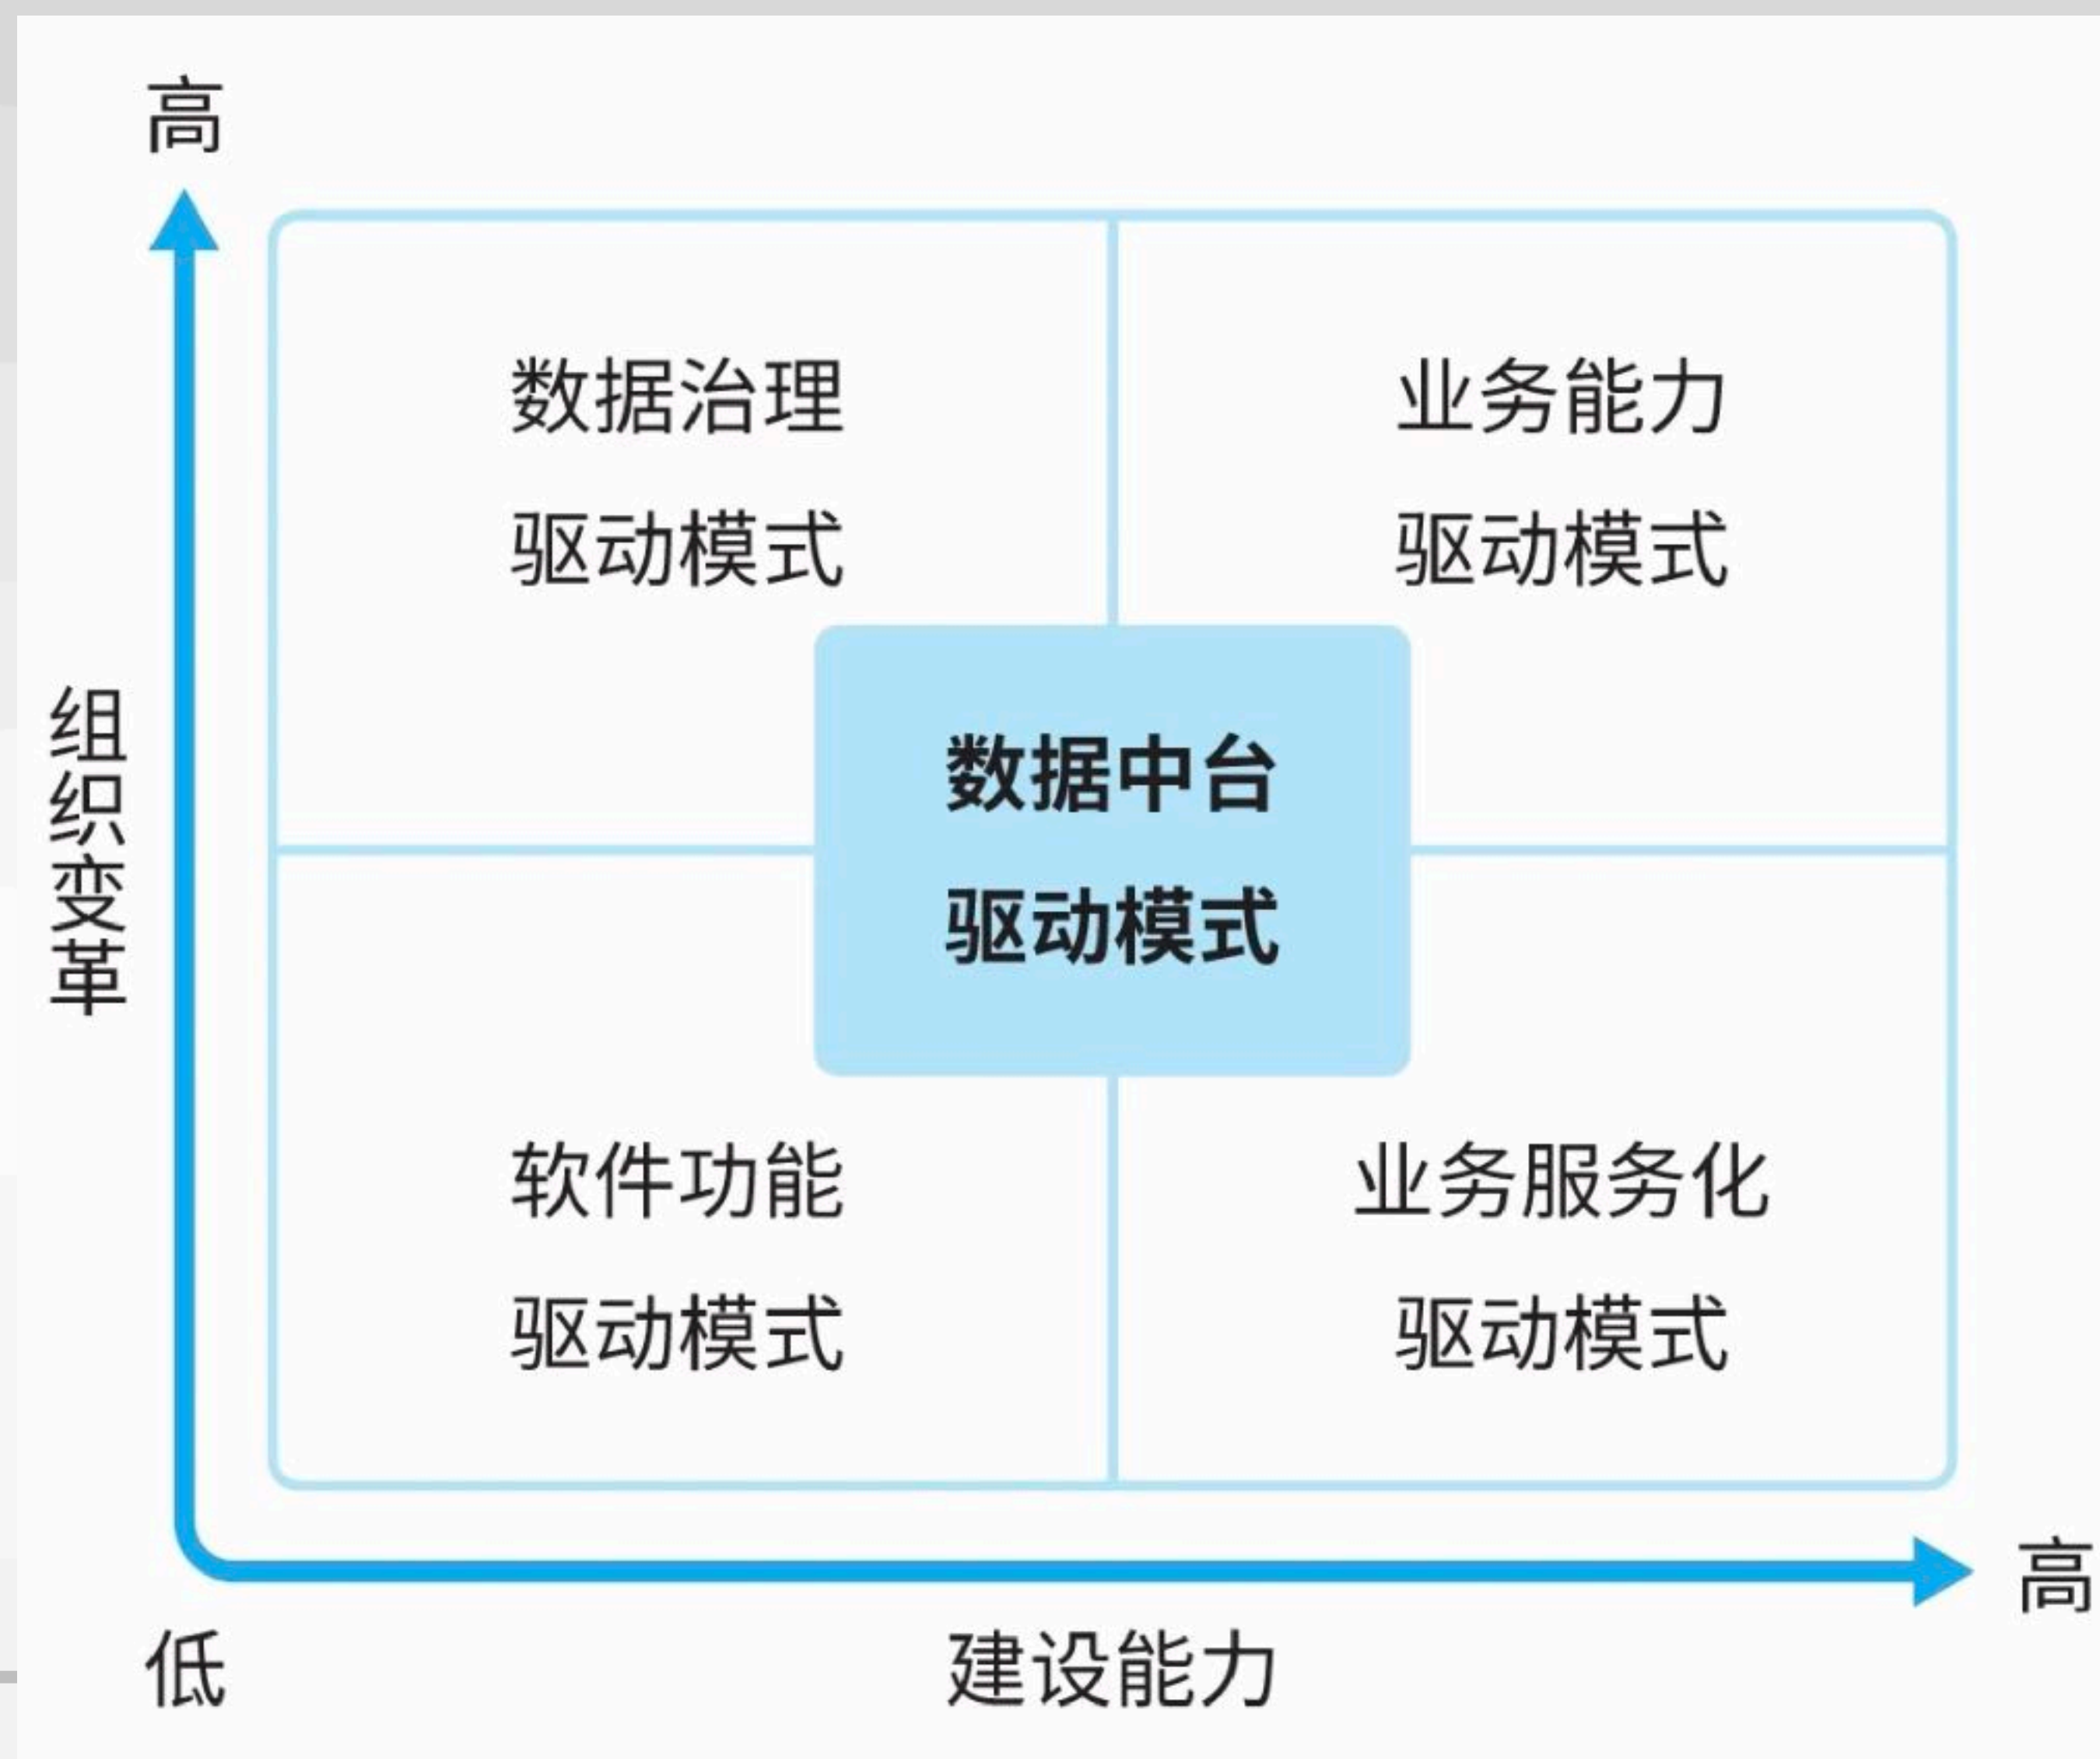 高
数据治理
驱动模式
业务能力
驱动模式
组织变革
数据中台
驱动模式
软件功能
驱动模式
业务服务化
驱动模式
高
低
建设能力